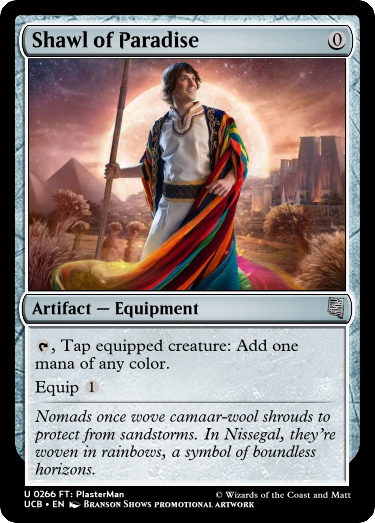 Shawl of Paradise 0
Artifact — Equipment
, Tap equipped creature: Add one
mana of any color.
Equip 1
Nomads once wove camaar-wool shrouds to
protect from sandstorms. In Nissegal, they're
woven in rainbows, a symbol of boundless
horizons.
U 0266 FT: PlasterMan
UCB • EN BRANSON SHOWS PROMOTIONAL ARTWORK
© Wizards of the Coast and Matt